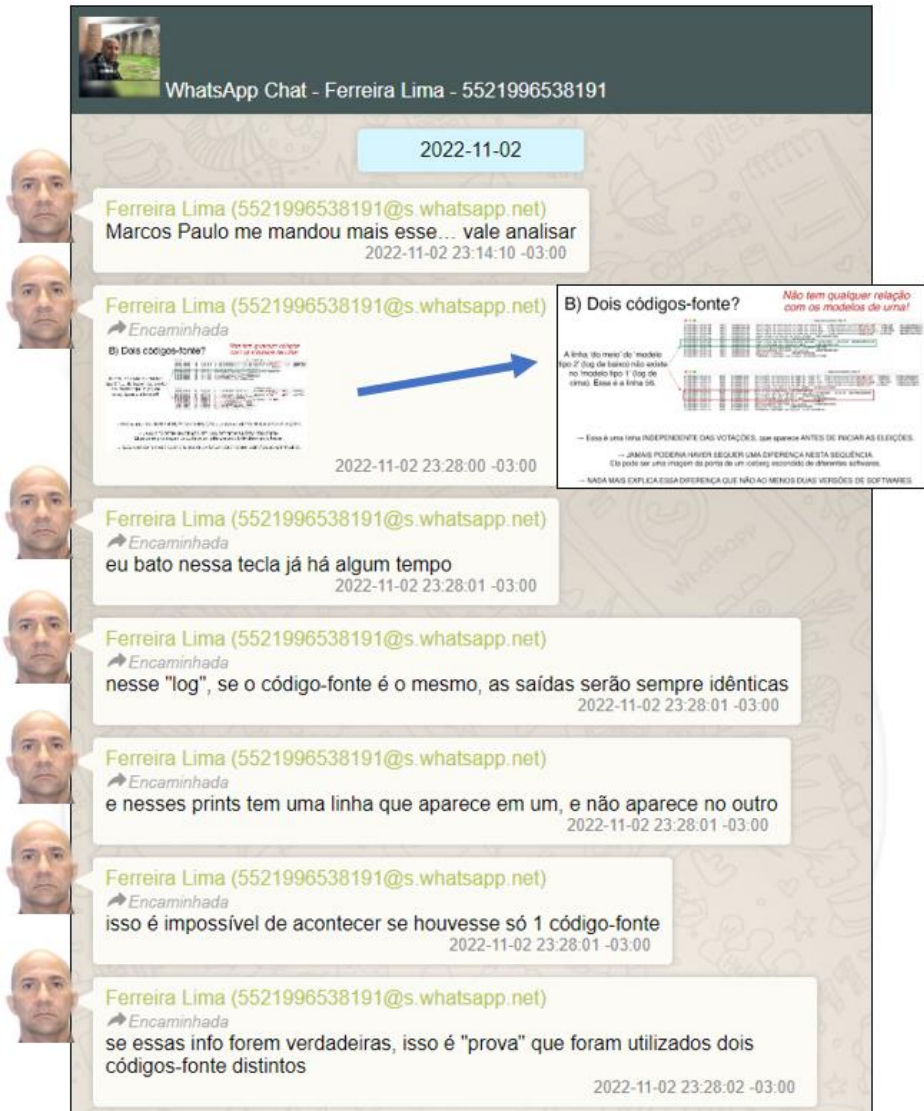 WhatsApp Chat - Ferreira Lima - 5521996538191
2022-11-02
Ferreira Lima (5521996538191@s.whatsapp.net)
Marcos Paulo me mandou mais esse... vale analisar
2022-11-02 23:14:10 -03:00
Ferreira Lima (5521996538191@s.whatsapp.net)
Encaminhada
B) Dois códigos-fonte?
2022-11-02 23:28:00 -03:00
B) Dois códigos-fonte?
Não tem qualquer relação
com os modelos de urna!
A linha 'do meio' do 'modelo
tipo 2' (log de baixo) não existe
no 'modelo tipo 1' (log de
cima). Essa é a linha 56.
→ Essa é uma linha INDEPENDENTE DAS VOTAÇÕES, que aparece ANTES DE INICIAR AS ELEIÇÕES.
→ JAMAIS PODERIA HAVER SEQUER UMA DIFERENÇA NESTA SEQUÊNCIA.
Ela pode ser uma imagem da ponta de um iceberg escondido de diferentes softwares.
→ NADA MAIS EXPLICA ESSA DIFERENÇA QUE NÃO AO MENOS DUAS VERSÕES DE SOFTWARES
Ferreira Lima (5521996538191@s.whatsapp.net)
Encaminhada
eu bato nessa tecla já há algum tempo
2022-11-02 23:28:01 -03:00
Ferreira Lima (5521996538191@s.whatsapp.net)
Encaminhada
nesse "log", se o código-fonte é o mesmo, as saídas serão sempre idênticas
2022-11-02 23:28:01 -03:00
Ferreira Lima (5521996538191@s.whatsapp.net)
Encaminhada
e nesses prints tem uma linha que aparece em um, e não aparece no outro
2022-11-02 23:28:01 -03:00
Ferreira Lima (5521996538191@s.whatsapp.net)
Encaminhada
isso é impossível de acontecer se houvesse só 1 código-fonte
2022-11-02 23:28:01 -03:00
Ferreira Lima (5521996538191@s.whatsapp.net)
Encaminhada
se essas info forem verdadeiras, isso é "prova" que foram utilizados dois
códigos-fonte distintos
2022-11-02 23:28:02 -03:00